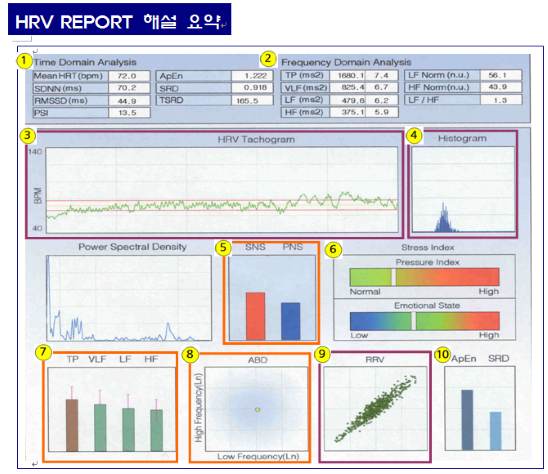 HRV REPORT 해설 요약
1 Time Domain Analysis
Mean HRT(bpm) 72.0
SDNN (ms) 70.2
RMSSD (ms) 44.9
PSI 13.5
ApEn 1.222
SRD 0.918
TSRD 165.5
2 Frequency Domain Analysis
TP (ms2) 1680.1 7.4
VLF (ms2) 825.4 6.7
LF (ms2) 479.6 6.2
HF (ms2) 375.1 5.9
LF Norm (n.u.) 56.1
HF Norm(n.u.) 43.9
LF / HF 1.3
3 HRV Tachogram
140
BPM
40
4 Histogram
Power Spectral Density
5 SNS PNS
6 Stress Index
Pressure Index
Normal High
Emotional State
Low High
7 TP VLF LF HF
8 ABD
High Frequency(Ln)
Low Frequency(Ln)
9 RRV
10 ApEn SRD